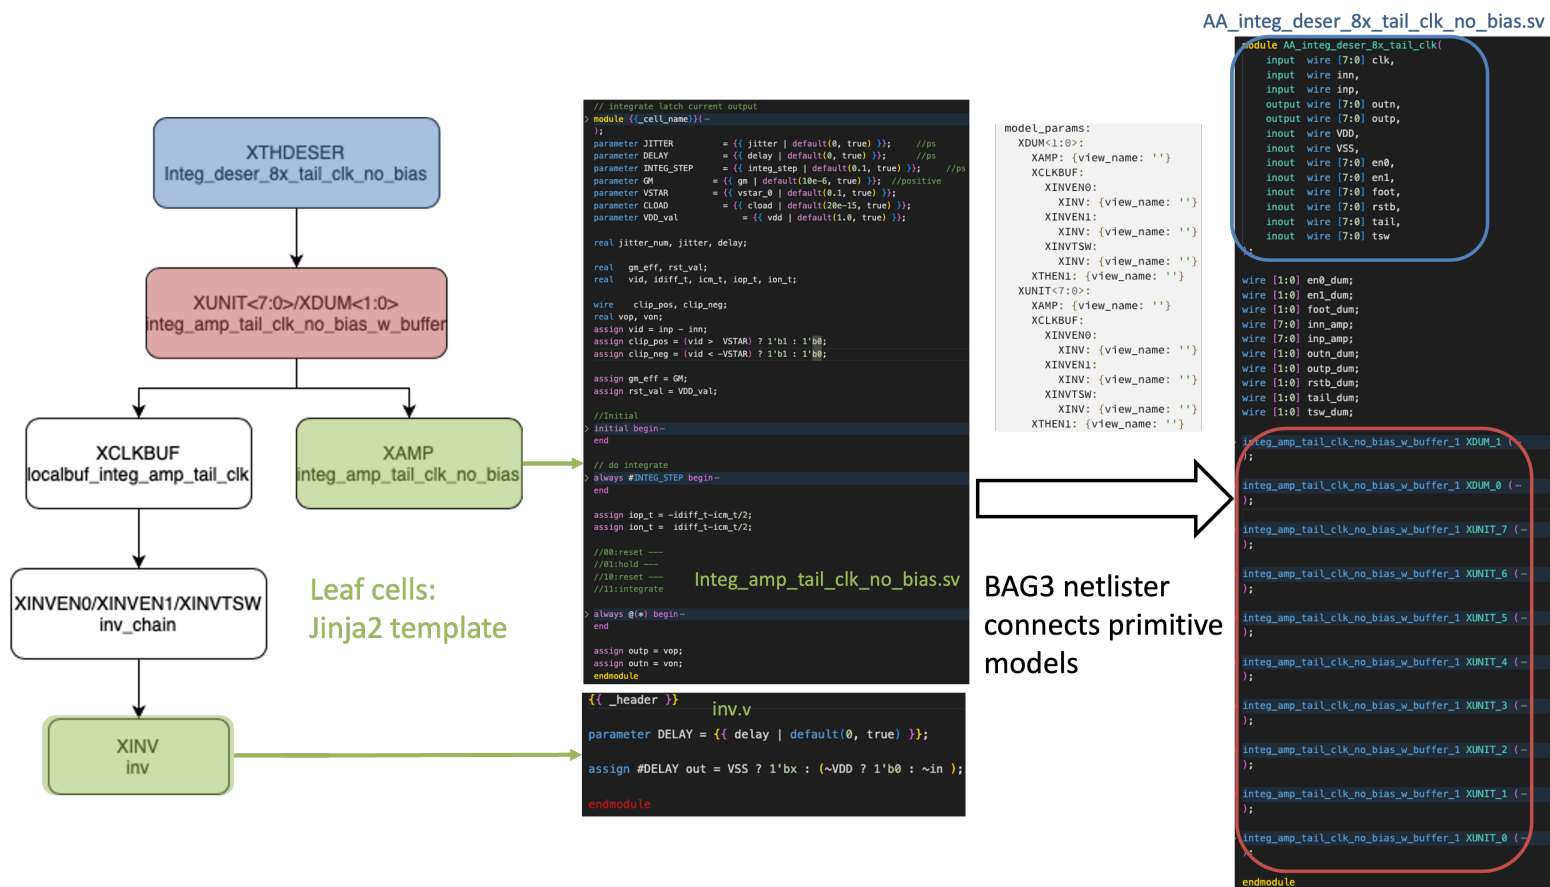 XTHDESER
Integ_deser_8x_tail_clk_no_bias
XUNIT<7:0>/XDUM<1:0>
integ_amp_tail_clk_no_bias_w_buffer
XCLKBUF
localbuf_integ_amp_tail_clk
XAMP
integ_amp_tail_clk_no_bias
XINVEN0/XINVEN1/XINVTSW
inv_chain
XINV
inv
Leaf cells:
Jinja2 template
// integrate latch current output
module {{_cell_name}}(⋯
);
parameter JITTER = {{ jitter | default(0, true) }}; //ps
parameter DELAY = {{ delay | default(0, true) }}; //ps
parameter INTEG_STEP = {{ integ_step | default(0.1, true) }}; //ps
parameter GM = {{ gm | default(10e-6, true) }}; //positive
parameter VSTAR = {{ vstar_0 | default(0.1, true) }};
parameter CLOAD = {{ cload | default(20e-15, true) }};
parameter VDD_val = {{ vdd | default(1.0, true) }};
real jitter_num, jitter, delay;
real gm_eff, rst_val;
real vid, idiff_t, icm_t, iop_t, ion_t;
wire clip_pos, clip_neg;
real vop, von;
assign vid = inp - inn;
assign clip_pos = (vid > VSTAR) ? 1'b1 : 1'b0;
assign clip_neg = (vid < -VSTAR) ? 1'b1 : 1'b0;
assign gm_eff = GM;
assign rst_val = VDD_val;
//Initial
initial begin⋯
end
// do integrate
always #INTEG_STEP begin⋯
end
assign iop_t = -idiff_t-icm_t/2;
assign ion_t = idiff_t-icm_t/2;
//00:reset ---
//01:hold ---
//10:reset ---
//11:integrate
Integ_amp_tail_clk_no_bias.sv
always @(*) begin⋯
end
assign outp = vop;
assign outn = von;
endmodule
{{ _header }}
inv.v
parameter DELAY = {{ delay | default(0, true) }};
assign #DELAY out = VSS ? 1'bx : (~VDD ? 1'b0 : ~in );
endmodule
model_params:
XDUM<1:0>:
XAMP: {view_name: ''}
XCLKBUF:
XINVEN0:
XINV: {view_name: ''}
XINVEN1:
XINV: {view_name: ''}
XINVTSW:
XINV: {view_name: ''}
XTHEN1: {view_name: ''}
XUNIT<7:0>:
XAMP: {view_name: ''}
XCLKBUF:
XINVEN0:
XINV: {view_name: ''}
XINVEN1:
XINV: {view_name: ''}
XINVTSW:
XINV: {view_name: ''}
XTHEN1: {view_name: ''}
BAG3 netlister
connects primitive
models
AA_integ_deser_8x_tail_clk_no_bias.sv
module AA_integ_deser_8x_tail_clk(
input wire [7:0] clk,
input wire inn,
input wire inp,
output wire [7:0] outn,
output wire [7:0] outp,
inout wire VDD,
inout wire VSS,
inout wire [7:0] en0,
inout wire [7:0] en1,
inout wire [7:0] foot,
inout wire [7:0] rstb,
inout wire [7:0] tail,
inout wire [7:0] tsw
);
wire [1:0] en0_dum;
wire [1:0] en1_dum;
wire [1:0] foot_dum;
wire [7:0] inn_amp;
wire [7:0] inp_amp;
wire [1:0] outn_dum;
wire [1:0] outp_dum;
wire [1:0] rstb_dum;
wire [1:0] tail_dum;
wire [1:0] tsw_dum;
integ_amp_tail_clk_no_bias_w_buffer_1 XDUM_1 (⋯
);
integ_amp_tail_clk_no_bias_w_buffer_1 XDUM_0 (⋯
);
integ_amp_tail_clk_no_bias_w_buffer_1 XUNIT_7 (⋯
);
integ_amp_tail_clk_no_bias_w_buffer_1 XUNIT_6 (⋯
);
integ_amp_tail_clk_no_bias_w_buffer_1 XUNIT_5 (⋯
);
integ_amp_tail_clk_no_bias_w_buffer_1 XUNIT_4 (⋯
);
integ_amp_tail_clk_no_bias_w_buffer_1 XUNIT_3 (⋯
);
integ_amp_tail_clk_no_bias_w_buffer_1 XUNIT_2 (⋯
);
integ_amp_tail_clk_no_bias_w_buffer_1 XUNIT_1 (⋯
);
integ_amp_tail_clk_no_bias_w_buffer_1 XUNIT_0 (⋯
);
endmodule